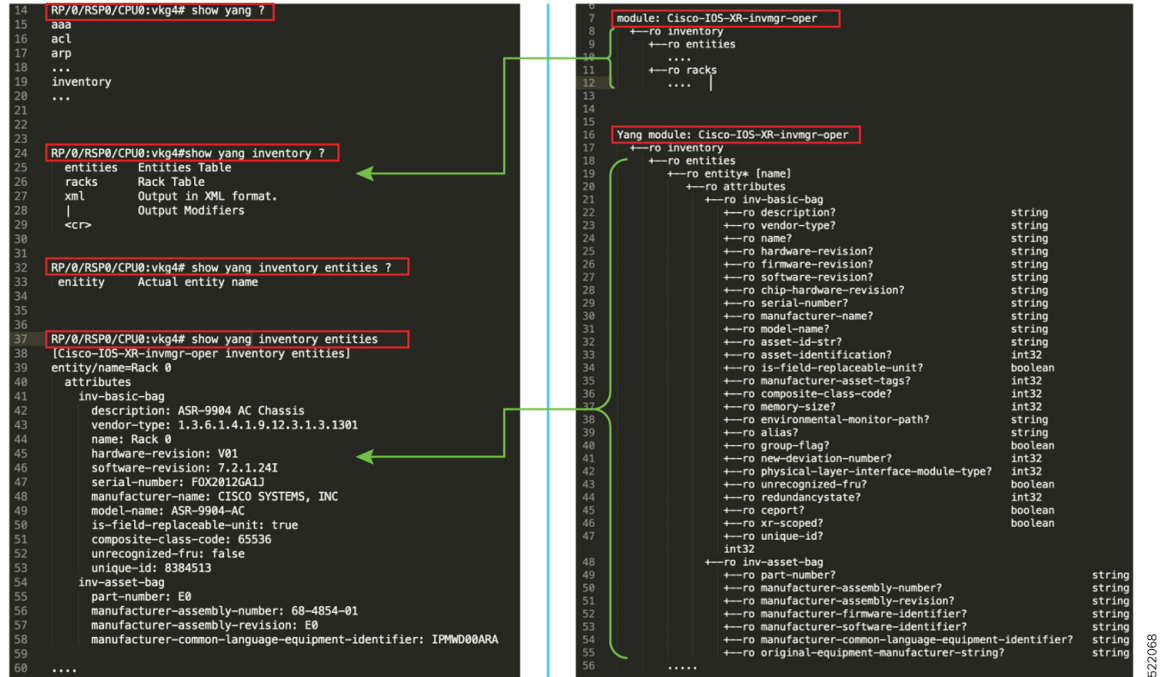 14 RP/0/RSP0/CPU0:vkg4# show yang ?
15 aaa
16 acl
17 arp
18 ...
19 inventory
20 ...
21
22
23
24 RP/0/RSP0/CPU0:vkg4#show yang inventory ?
25 entities Entities Table
26 racks Rack Table
27 xml Output in XML format.
28 | Output Modifiers
29 <cr>
30
31
32 RP/0/RSP0/CPU0:vkg4# show yang inventory entities ?
33 enitity Actual entity name
34
35
36
37 RP/0/RSP0/CPU0:vkg4# show yang inventory entities
38 [Cisco-IOS-XR-invmgr-oper inventory entities]
39 entity/name=Rack 0
40 attributes
41 inv-basic-bag
42 description: ASR-9904 AC Chassis
43 vendor-type: 1.3.6.1.4.1.9.12.3.1.3.1301
44 name: Rack 0
45 hardware-revision: V01
46 software-revision: 7.2.1.24I
47 serial-number: FOX2012GA1J
48 manufacturer-name: CISCO SYSTEMS, INC
49 model-name: ASR-9904-AC
50 is-field-replaceable-unit: true
51 composite-class-code: 65536
52 unrecognized-fru: false
53 unique-id: 8384513
54 inv-asset-bag
55 part-number: E0
56 manufacturer-assembly-number: 68-4854-01
57 manufacturer-assembly-revision: E0
58 manufacturer-common-language-equipment-identifier: IPMWD00ARA
59
60 ....
6
7 module: Cisco-IOS-XR-invmgr-oper
8 +--ro inventory
9 +--ro entities
10 ....
11 +--ro racks
12 ....
13
14
15
16 Yang module: Cisco-IOS-XR-invmgr-oper
17 +--ro inventory
18 +--ro entities
19 +--ro entity* [name]
20 +--ro attributes
21 +--ro inv-basic-bag
22 +--ro description? string
23 +--ro vendor-type? string
24 +--ro name? string
25 +--ro hardware-revision? string
26 +--ro firmware-revision? string
27 +--ro software-revision? string
28 +--ro chip-hardware-revision? string
29 +--ro serial-number? string
30 +--ro manufacturer-name? string
31 +--ro model-name? string
32 +--ro asset-id-str? string
33 +--ro asset-identification? int32
34 +--ro is-field-replaceable-unit? boolean
35 +--ro manufacturer-asset-tags? int32
36 +--ro composite-class-code? int32
37 +--ro memory-size? int32
38 +--ro environmental-monitor-path? string
39 +--ro alias? string
40 +--ro group-flag? boolean
41 +--ro new-deviation-number? int32
42 +--ro physical-layer-interface-module-type? int32
43 +--ro unrecognized-fru? boolean
44 +--ro redundancystate? int32
45 +--ro ceport? boolean
46 +--ro xr-scoped? boolean
47 +--ro unique-id?
int32
48 +--ro inv-asset-bag
49 +--ro part-number? string
50 +--ro manufacturer-assembly-number? string
51 +--ro manufacturer-assembly-revision? string
52 +--ro manufacturer-firmware-identifier? string
53 +--ro manufacturer-software-identifier? string
54 +--ro manufacturer-common-language-equipment-identifier? string
55 +--ro original-equipment-manufacturer-string? string
56 .....
522068